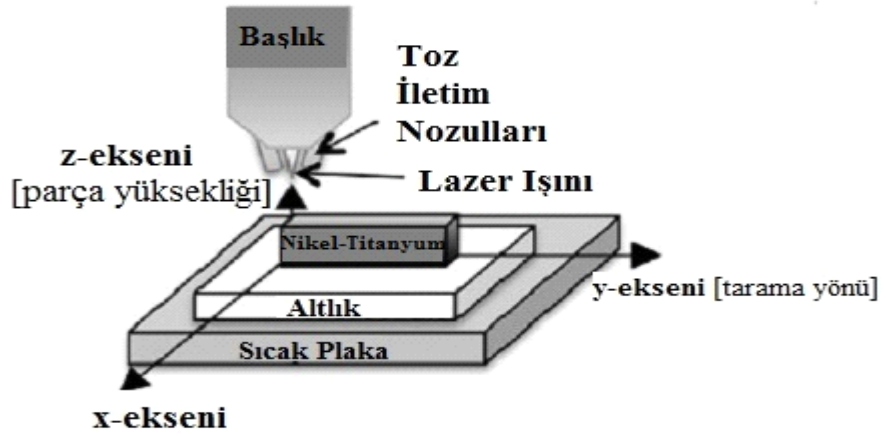 Başlık
Toz
İletim
Nozulları
z-ekseni
[parça yüksekliği]
Lazer Işını
Nikel-Titanyum
y-ekseni [tarama yönü]
Altlık
Sıcak Plaka
x-ekseni